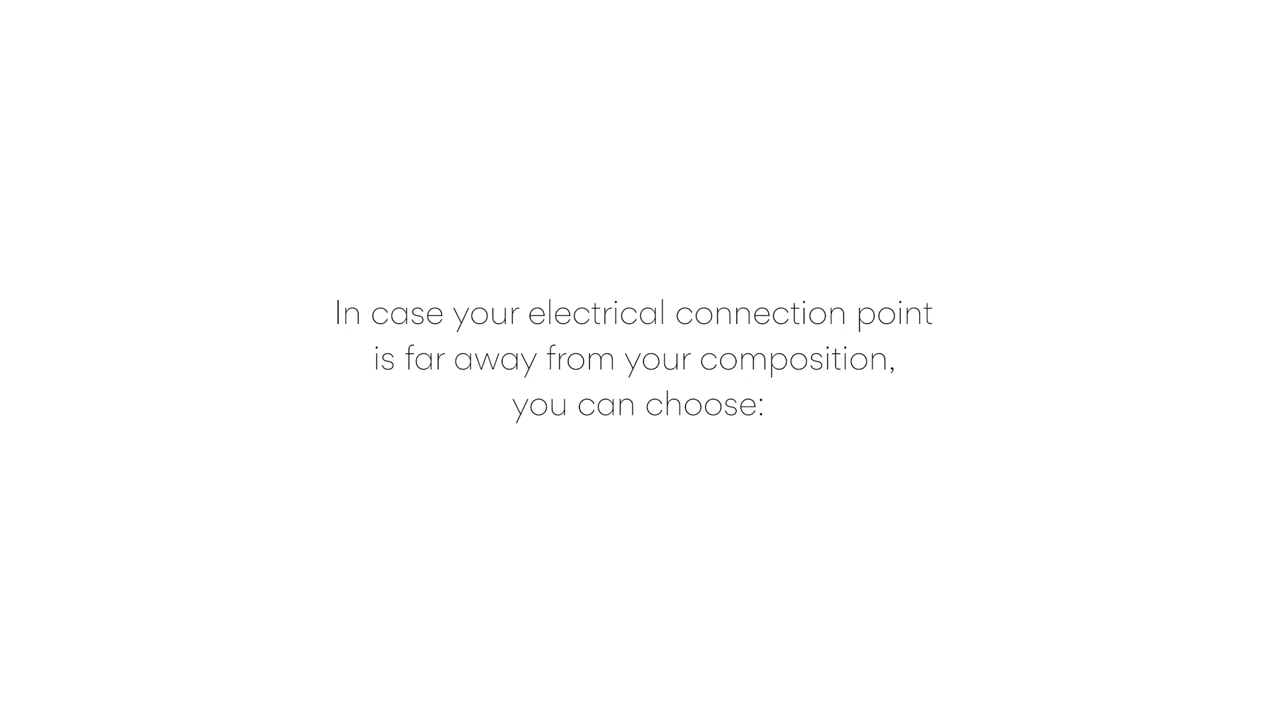 In case your electrical connection point
is far away from your composition,
you can choose: